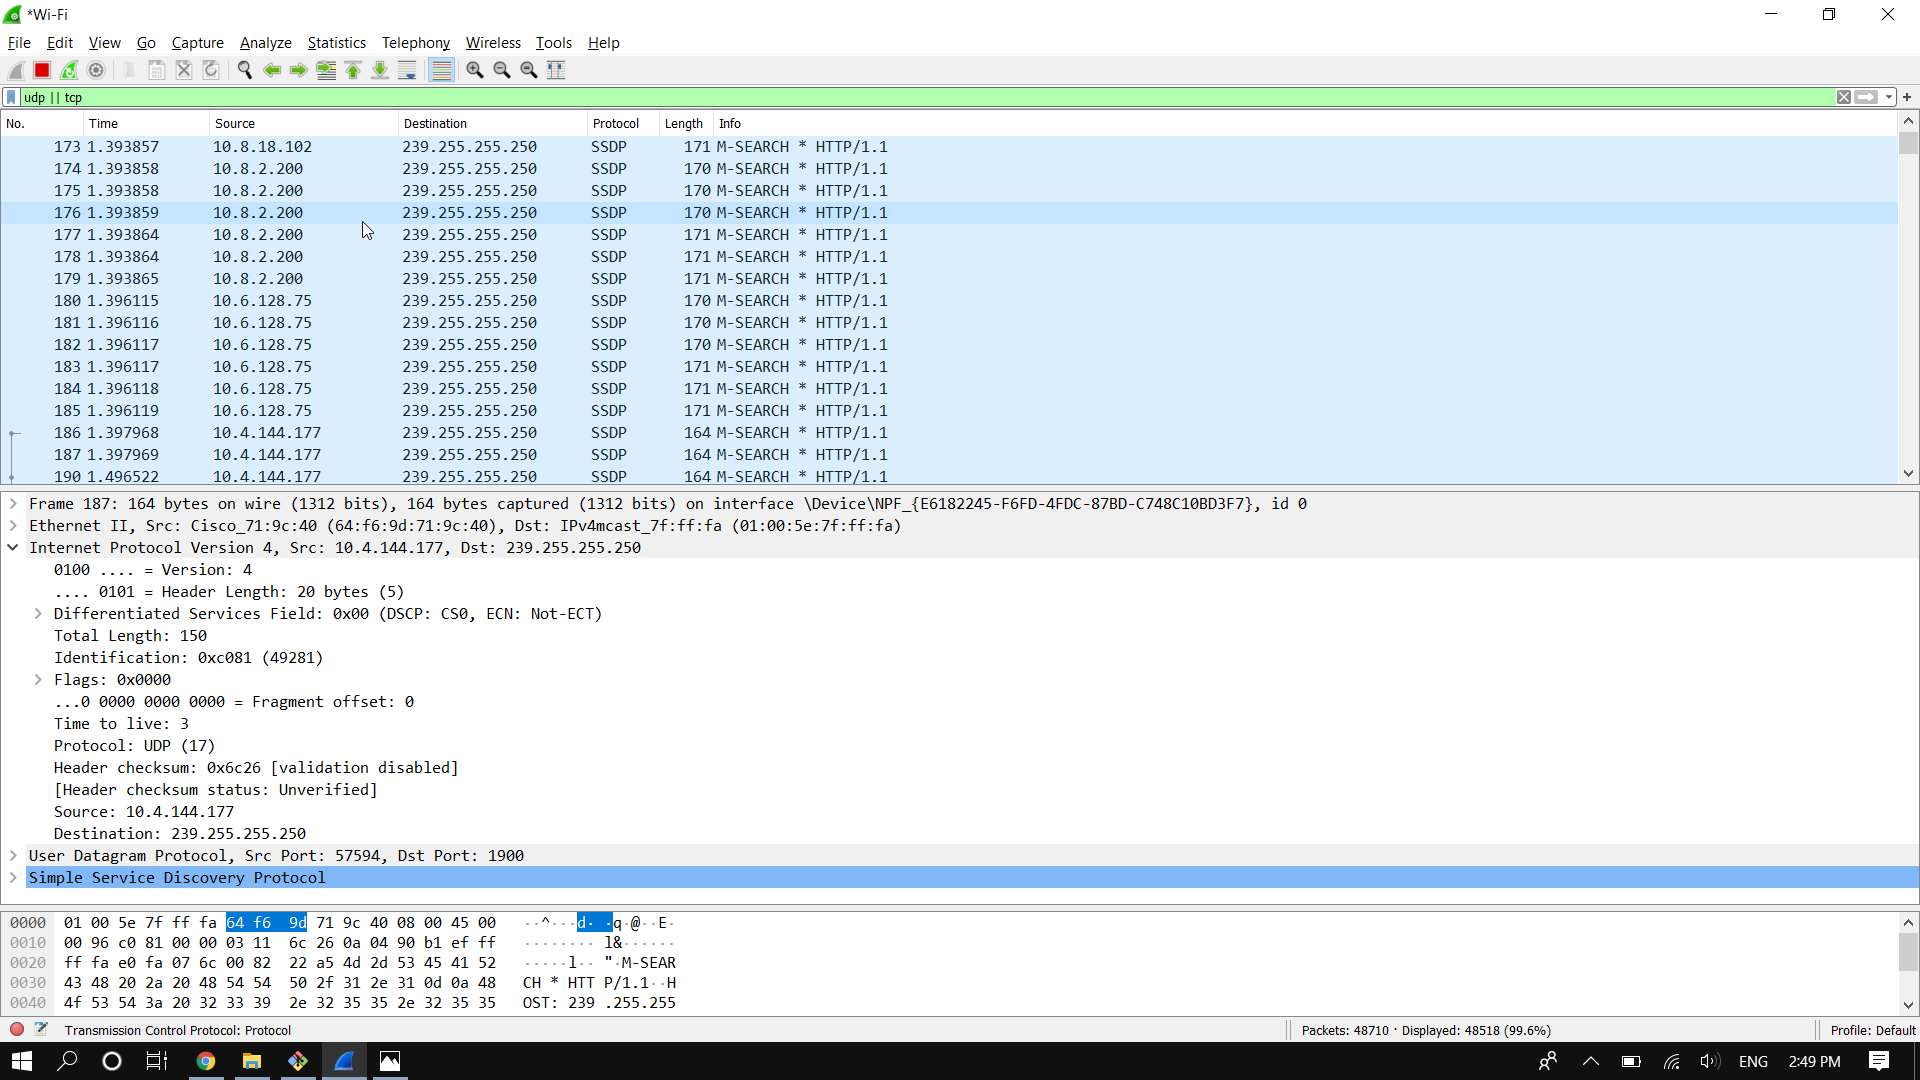 *Wi-Fi
File Edit View Go Capture Analyze Statistics Telephony Wireless Tools Help
udp || tcp
No. Time Source Destination Protocol Length Info
173 1.393857 10.8.18.102 239.255.255.250 SSDP 171 M-SEARCH * HTTP/1.1
174 1.393858 10.8.2.200 239.255.255.250 SSDP 170 M-SEARCH * HTTP/1.1
175 1.393858 10.8.2.200 239.255.255.250 SSDP 170 M-SEARCH * HTTP/1.1
176 1.393859 10.8.2.200 239.255.255.250 SSDP 170 M-SEARCH * HTTP/1.1
177 1.393864 10.8.2.200 239.255.255.250 SSDP 171 M-SEARCH * HTTP/1.1
178 1.393864 10.8.2.200 239.255.255.250 SSDP 171 M-SEARCH * HTTP/1.1
179 1.393865 10.8.2.200 239.255.255.250 SSDP 171 M-SEARCH * HTTP/1.1
180 1.396115 10.6.128.75 239.255.255.250 SSDP 170 M-SEARCH * HTTP/1.1
181 1.396116 10.6.128.75 239.255.255.250 SSDP 170 M-SEARCH * HTTP/1.1
182 1.396117 10.6.128.75 239.255.255.250 SSDP 170 M-SEARCH * HTTP/1.1
183 1.396117 10.6.128.75 239.255.255.250 SSDP 171 M-SEARCH * HTTP/1.1
184 1.396118 10.6.128.75 239.255.255.250 SSDP 171 M-SEARCH * HTTP/1.1
185 1.396119 10.6.128.75 239.255.255.250 SSDP 171 M-SEARCH * HTTP/1.1
186 1.397968 10.4.144.177 239.255.255.250 SSDP 164 M-SEARCH * HTTP/1.1
187 1.397969 10.4.144.177 239.255.255.250 SSDP 164 M-SEARCH * HTTP/1.1
190 1.496522 10.4.144.177 239.255.255.250 SSDP 164 M-SEARCH * HTTP/1.1
Frame 187: 164 bytes on wire (1312 bits), 164 bytes captured (1312 bits) on interface \Device\NPF_{E6182245-F6FD-4FDC-87BD-C748C10BD3F7}, id 0
Ethernet II, Src: Cisco_71:9c:40 (64:f6:9d:71:9c:40), Dst: IPv4mcast_7f:ff:fa (01:00:5e:7f:ff:fa)
Internet Protocol Version 4, Src: 10.4.144.177, Dst: 239.255.255.250
0100 .... = Version: 4
.... 0101 = Header Length: 20 bytes (5)
Differentiated Services Field: 0x00 (DSCP: CS0, ECN: Not-ECT)
Total Length: 150
Identification: 0xc081 (49281)
Flags: 0x0000
...0 0000 0000 0000 = Fragment offset: 0
Time to live: 3
Protocol: UDP (17)
Header checksum: 0x6c26 [validation disabled]
[Header checksum status: Unverified]
Source: 10.4.144.177
Destination: 239.255.255.250
User Datagram Protocol, Src Port: 57594, Dst Port: 1900
Simple Service Discovery Protocol
0000 01 00 5e 7f ff fa 64 f6 9d 71 9c 40 08 00 45 00 ··^···d· ·q·@··E·
0010 00 96 c0 81 00 00 03 11 6c 26 0a 04 90 b1 ef ff ········ l&······
0020 ff fa e0 fa 07 6c 00 82 22 a5 4d 2d 53 45 41 52 ·····l·· "·M-SEAR
0030 43 48 20 2a 20 48 54 54 50 2f 31 2e 31 0d 0a 48 CH * HTT P/1.1··H
0040 4f 53 54 3a 20 32 33 39 2e 32 35 35 2e 32 35 35 OST: 239 .255.255
Transmission Control Protocol: Protocol Packets: 48710 · Displayed: 48518 (99.6%) Profile: Default
ENG 2:49 PM